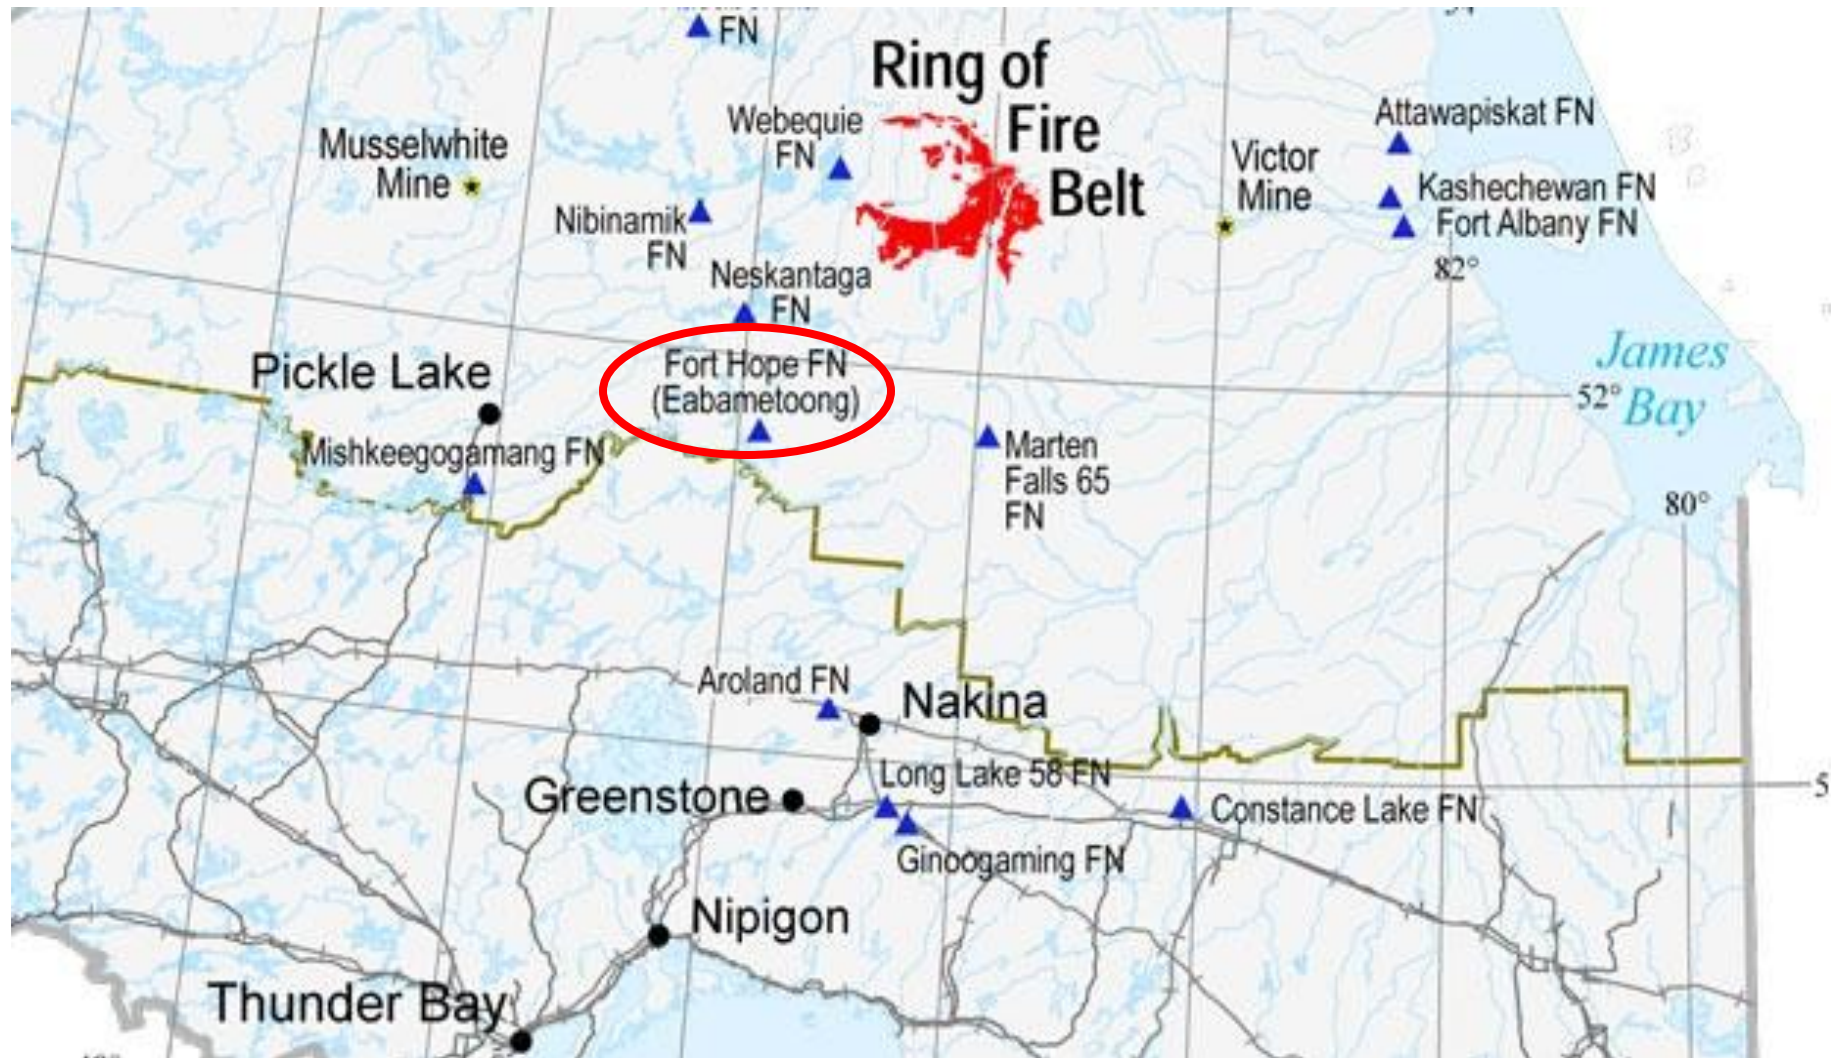 FN
Ring of
Fire
Belt
Webequie
FN
Attawapiskat FN
Musselwhite
Mine
Victor
Mine
Kashechewan FN
Fort Albany FN
Nibinamik
FN
82°
Neskantaga
FN
James
Bay
Fort Hope FN
(Eabametoong)
Pickle Lake
52°
Mishkeegogamang FN
Marten
Falls 65
FN
80°
Aroland FN
Nakina
Long Lake 58 FN
Greenstone
5
Constance Lake FN
Ginoogaming FN
Nipigon
Thunder Bay